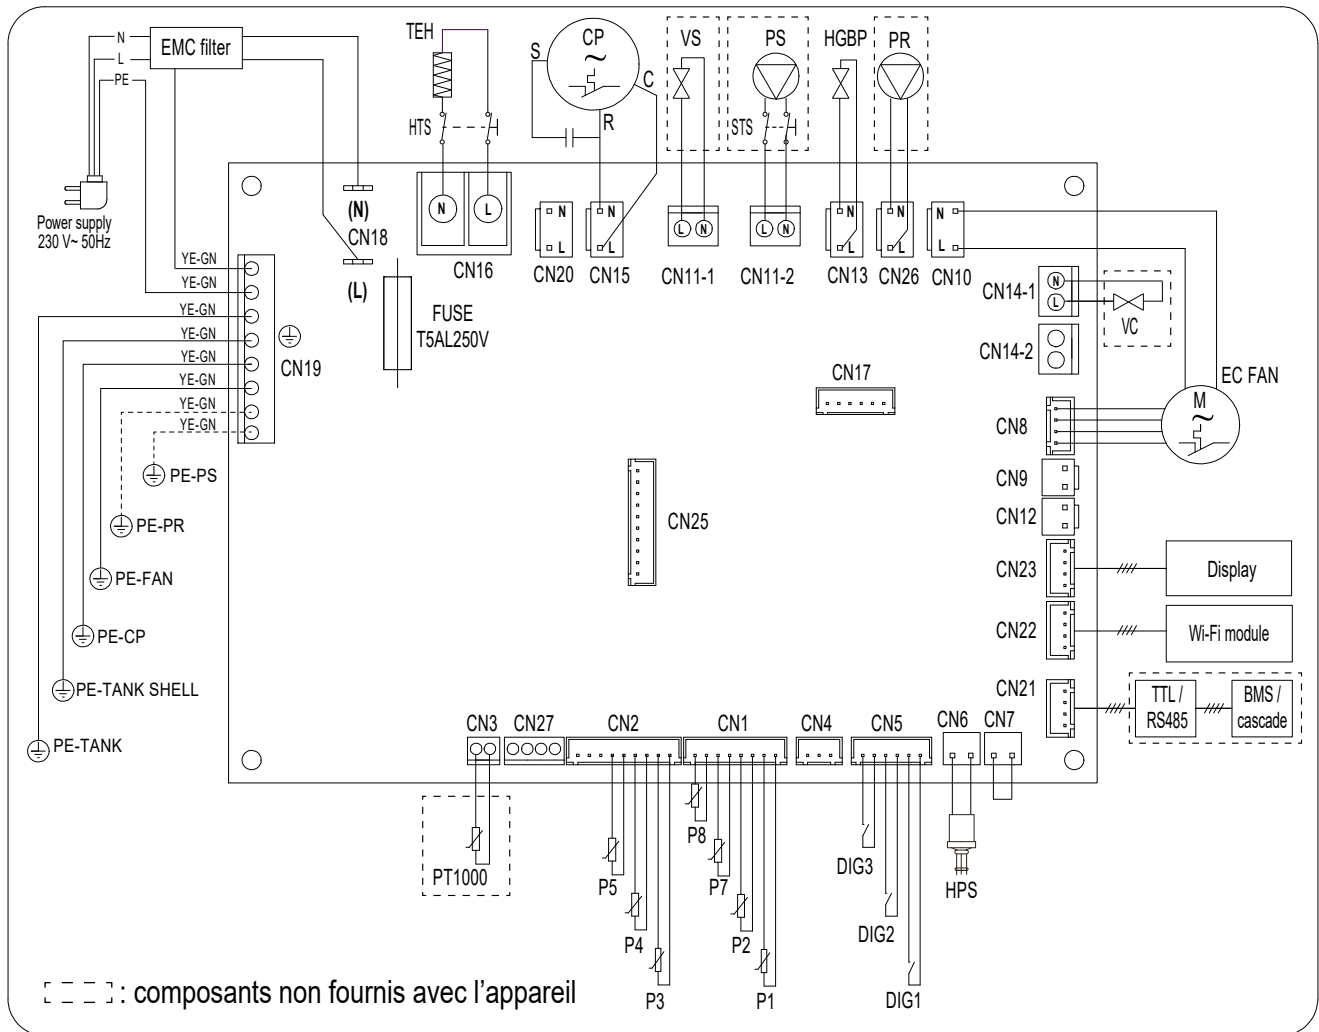 TEH
CP
VS
PS
HGBP
PR
N
EMC filter
L
PE
S
C
R
HTS
STS
Power supply
230 V~ 50Hz
(N)
CN18
(L)
N
L
CN16
N
L
CN20
N
L
CN15
L N
CN11-1
L N
CN11-2
N
L
CN13
N
L
CN26
N
L
CN10
CN14-1
N
L
VC
CN14-2
EC FAN
M
~
YE-GN
YE-GN
YE-GN
YE-GN
YE-GN
YE-GN
YE-GN
YE-GN
CN19
FUSE
T5AL250V
CN17
CN8
CN9
CN12
CN25
CN23
Display
CN22
Wi-Fi module
CN21
TTL /
RS485
BMS /
cascade
PE-PS
PE-PR
PE-FAN
PE-CP
PE-TANK SHELL
PE-TANK
CN3
CN27
CN2
CN1
CN4
CN5
CN6
CN7
PT1000
P5
P4
P3
P8
P7
P2
P1
DIG3
DIG2
DIG1
HPS
: composants non fournis avec l’appareil